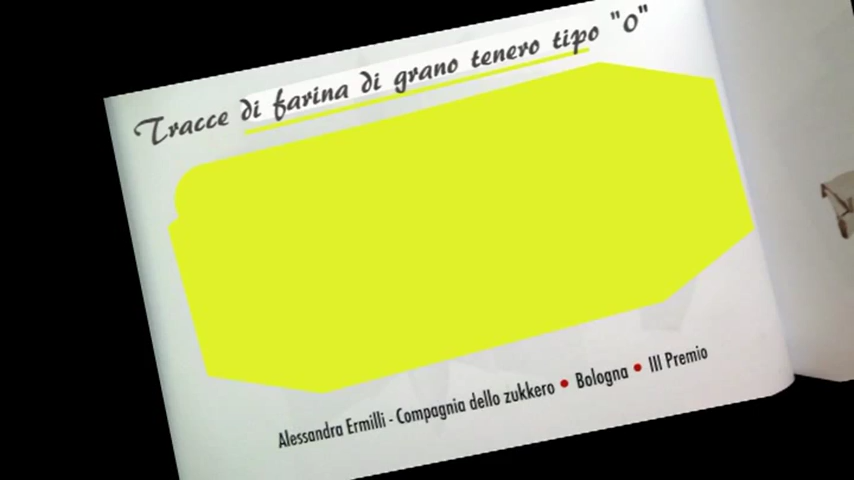 Tracce di farina di grano tenero tipo "0"
Alessandra Ermilli - Compagnia dello zukkero • Bologna • III Premio